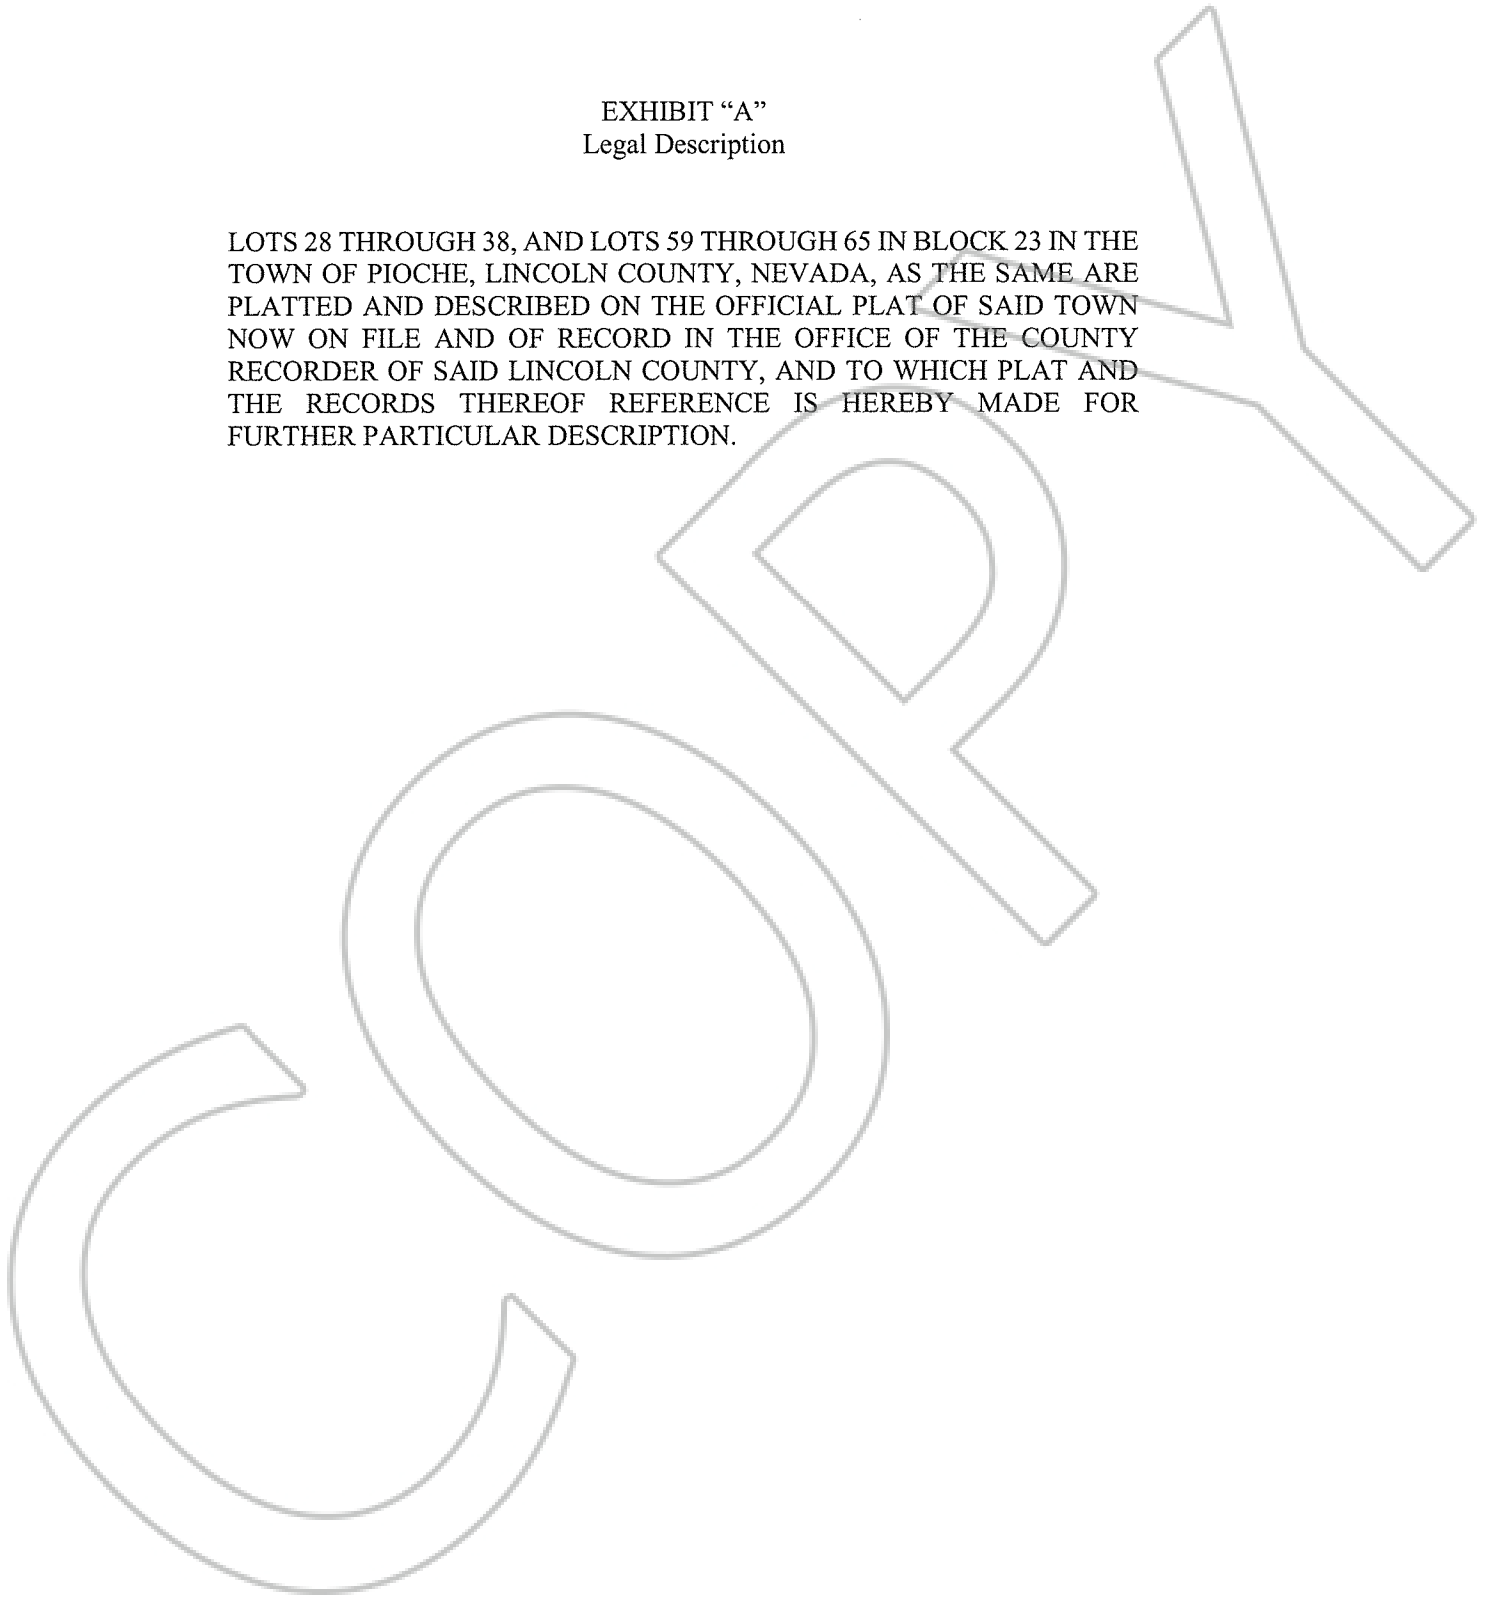 EXHIBIT “A”
Legal Description
LOTS 28 THROUGH 38, AND LOTS 59 THROUGH 65 IN BLOCK 23 IN THE
TOWN OF PIOCHE, LINCOLN COUNTY, NEVADA, AS THE SAME ARE
PLATTED AND DESCRIBED ON THE OFFICIAL PLAT OF SAID TOWN
NOW ON FILE AND OF RECORD IN THE OFFICE OF THE COUNTY
RECORDER OF SAID LINCOLN COUNTY, AND TO WHICH PLAT AND
THE RECORDS THEREOF REFERENCE IS HEREBY MADE FOR
FURTHER PARTICULAR DESCRIPTION.
COPY